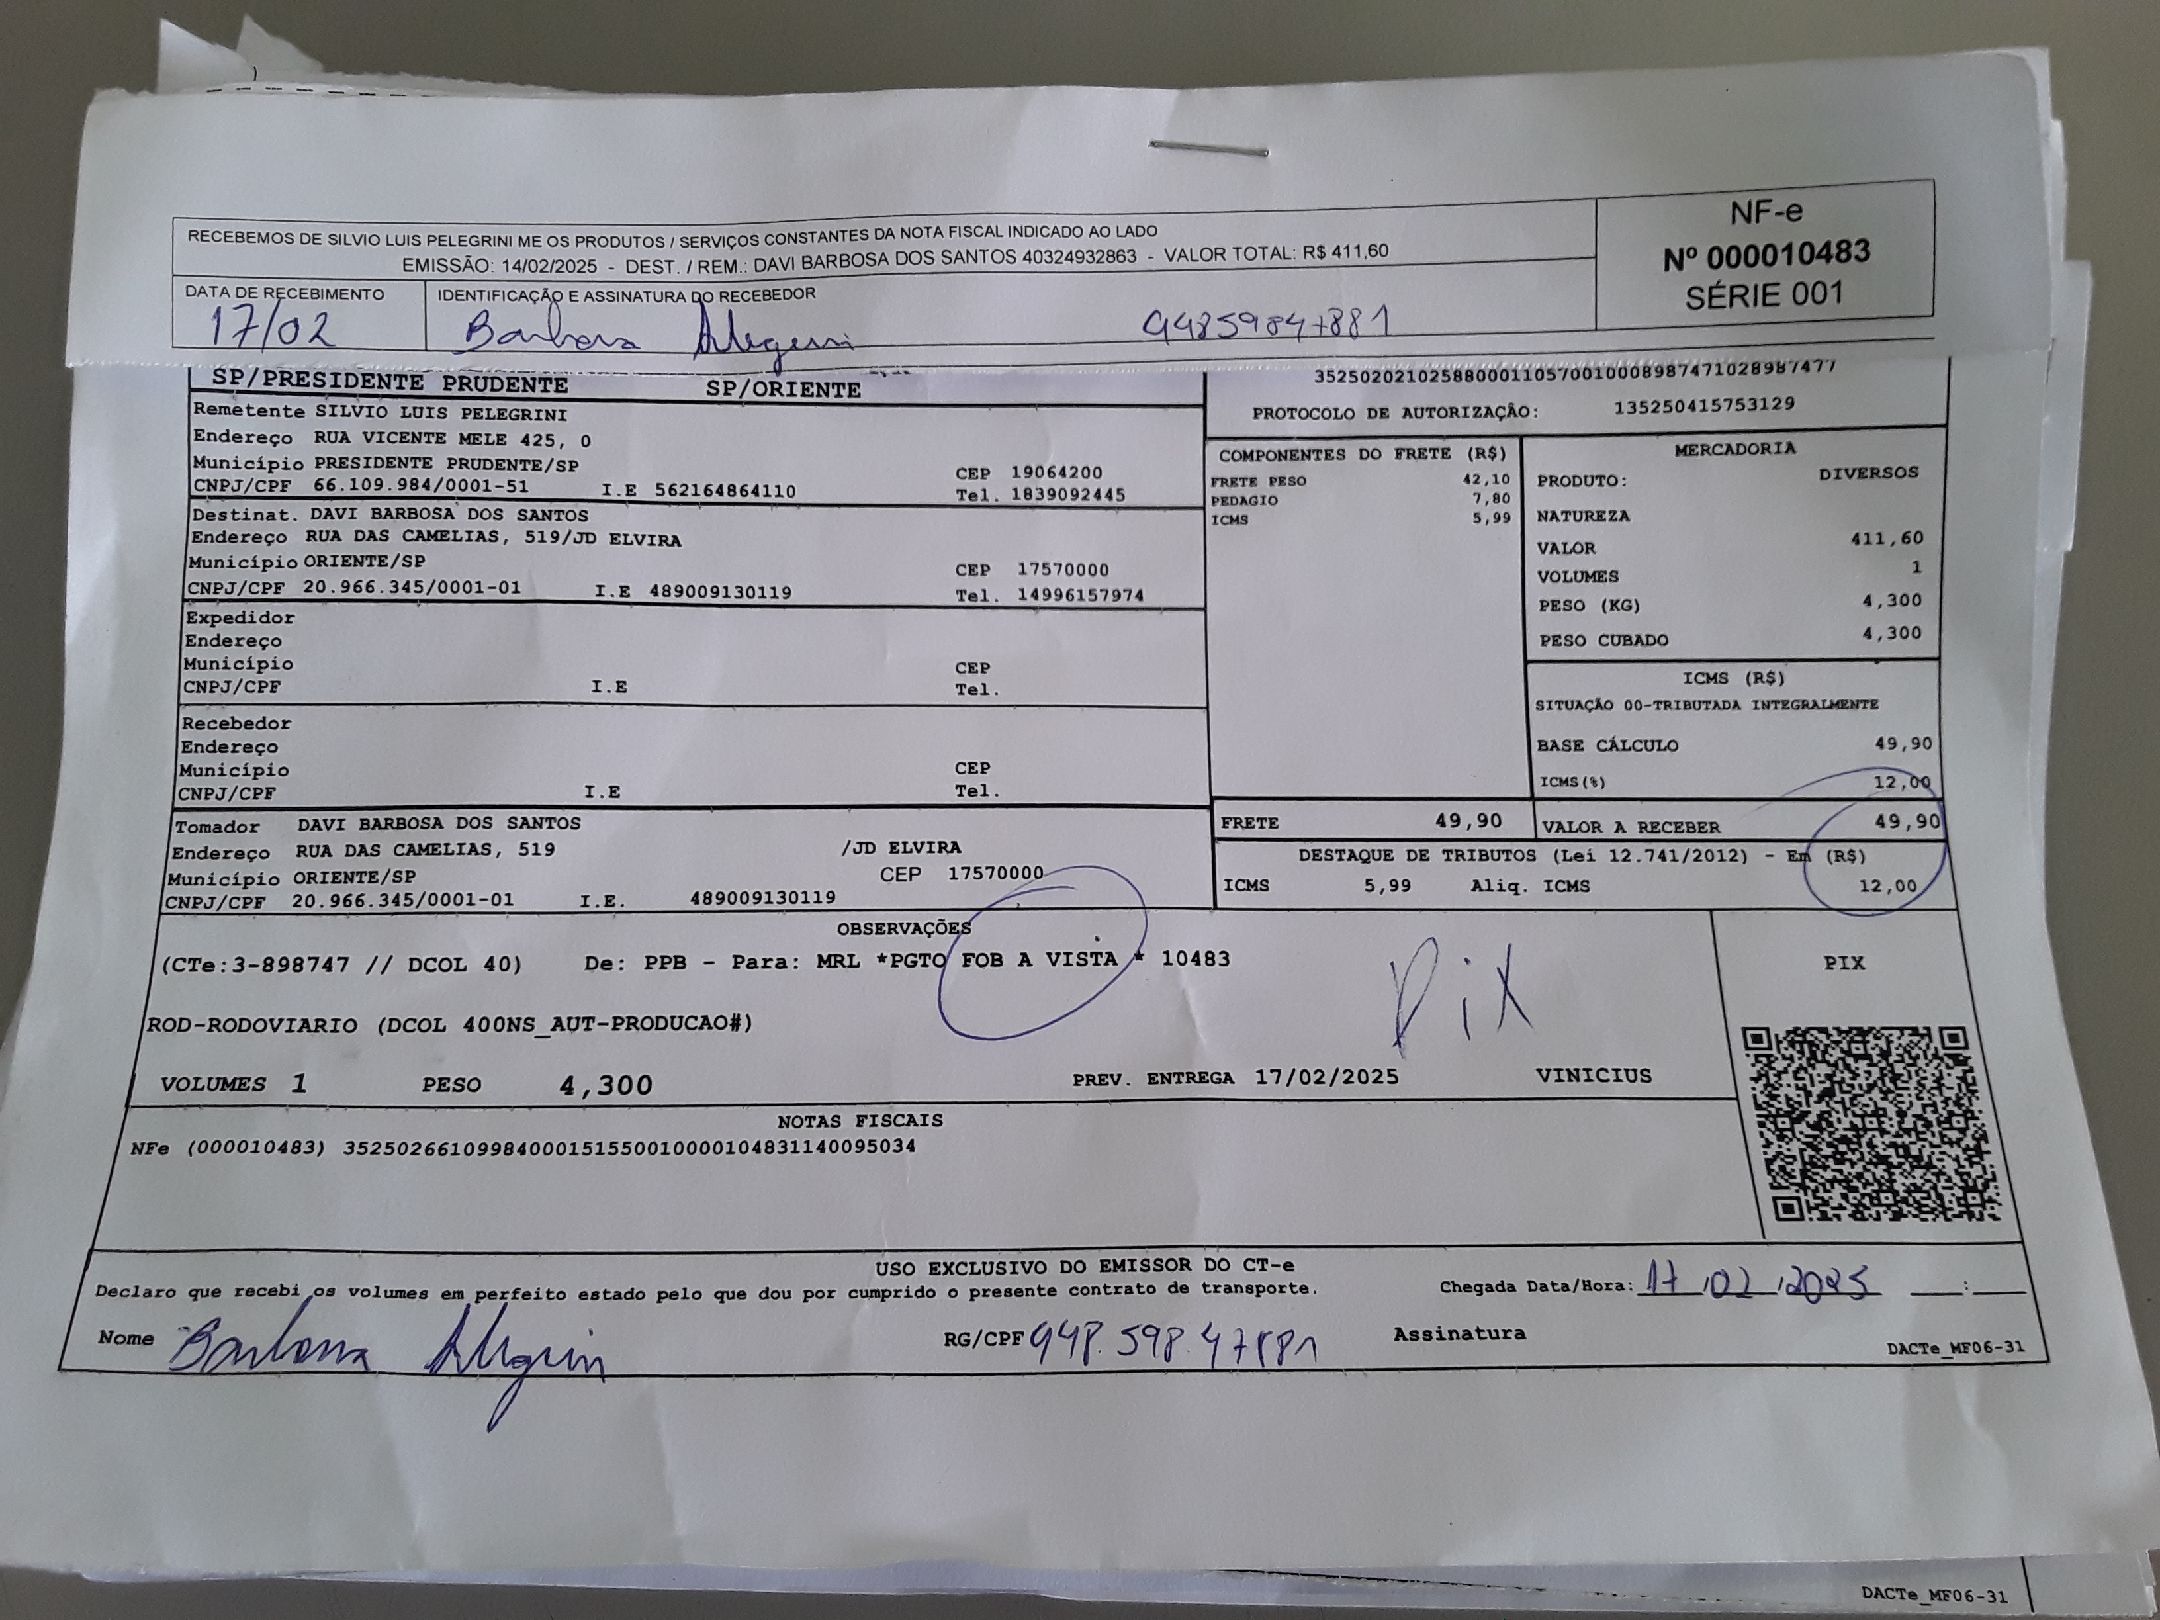 RECEBEMOS DE SILVIO LUIS PELEGRINI ME OS PRODUTOS / SERVIÇOS CONSTANTES DA NOTA FISCAL INDICADO AO LADO
EMISSÃO: 14/02/2025 - DEST. / REM.: DAVI BARBOSA DOS SANTOS 40324932863 - VALOR TOTAL: R$ 411,60
NF-e
Nº 000010483
SÉRIE 001
DATA DE RECEBIMENTO
17/02
IDENTIFICAÇÃO E ASSINATURA DO RECEBEDOR
Barbara
SP/PRESIDENTE PRUDENTE SP/ORIENTE
35250202102588000110570010008987471028987477
PROTOCOLO DE AUTORIZAÇÃO: 135250415753129
Remetente SILVIO LUIS PELEGRINI
Endereço RUA VICENTE MELE 425, 0
Município PRESIDENTE PRUDENTE/SP CEP 19064200
CNPJ/CPF 66.109.984/0001-51 I.E 562164864110 Tel. 1839092445
Destinat. DAVI BARBOSA DOS SANTOS
Endereço RUA DAS CAMELIAS, 519/JD ELVIRA
Município ORIENTE/SP CEP 17570000
CNPJ/CPF 20.966.345/0001-01 I.E 489009130119 Tel. 14996157974
Expedidor
Endereço
Município CEP
CNPJ/CPF I.E Tel.
Recebedor
Endereço
Município CEP
CNPJ/CPF I.E Tel.
Tomador DAVI BARBOSA DOS SANTOS
Endereço RUA DAS CAMELIAS, 519 /JD ELVIRA
Município ORIENTE/SP CEP 17570000
CNPJ/CPF 20.966.345/0001-01 I.E. 489009130119
COMPONENTES DO FRETE (R$)
FRETE PESO 42,10
PEDAGIO 7,80
ICMS 5,99
MERCADORIA
PRODUTO: DIVERSOS
NATUREZA
VALOR 411,60
VOLUMES 1
PESO (KG) 4,300
PESO CUBADO 4,300
ICMS (R$)
SITUAÇÃO 00-TRIBUTADA INTEGRALMENTE
BASE CÁLCULO 49,90
ICMS(%) 12,00
FRETE 49,90 VALOR A RECEBER 49,90
DESTAQUE DE TRIBUTOS (Lei 12.741/2012) - Em (R$)
ICMS 5,99 Aliq. ICMS 12,00
OBSERVAÇÕES
(CTe:3-898747 // DCOL 40) De: PPB - Para: MRL *PGTO FOB A VISTA * 10483
Pix
PIX
ROD-RODOVIARIO (DCOL 400NS_AUT-PRODUCAO#)
VOLUMES 1 PESO 4,300 PREV. ENTREGA 17/02/2025 VINICIUS
NOTAS FISCAIS
NFe (000010483) 35250266109984000151550010000104831140095034
USO EXCLUSIVO DO EMISSOR DO CT-e
Declaro que recebi os volumes em perfeito estado pelo que dou por cumprido o presente contrato de transporte. Chegada Data/Hora: 17/02/2025 __:__
Nome Barbara RG/CPF Assinatura
DACTe_MF06-31
DACTe_MF06-31